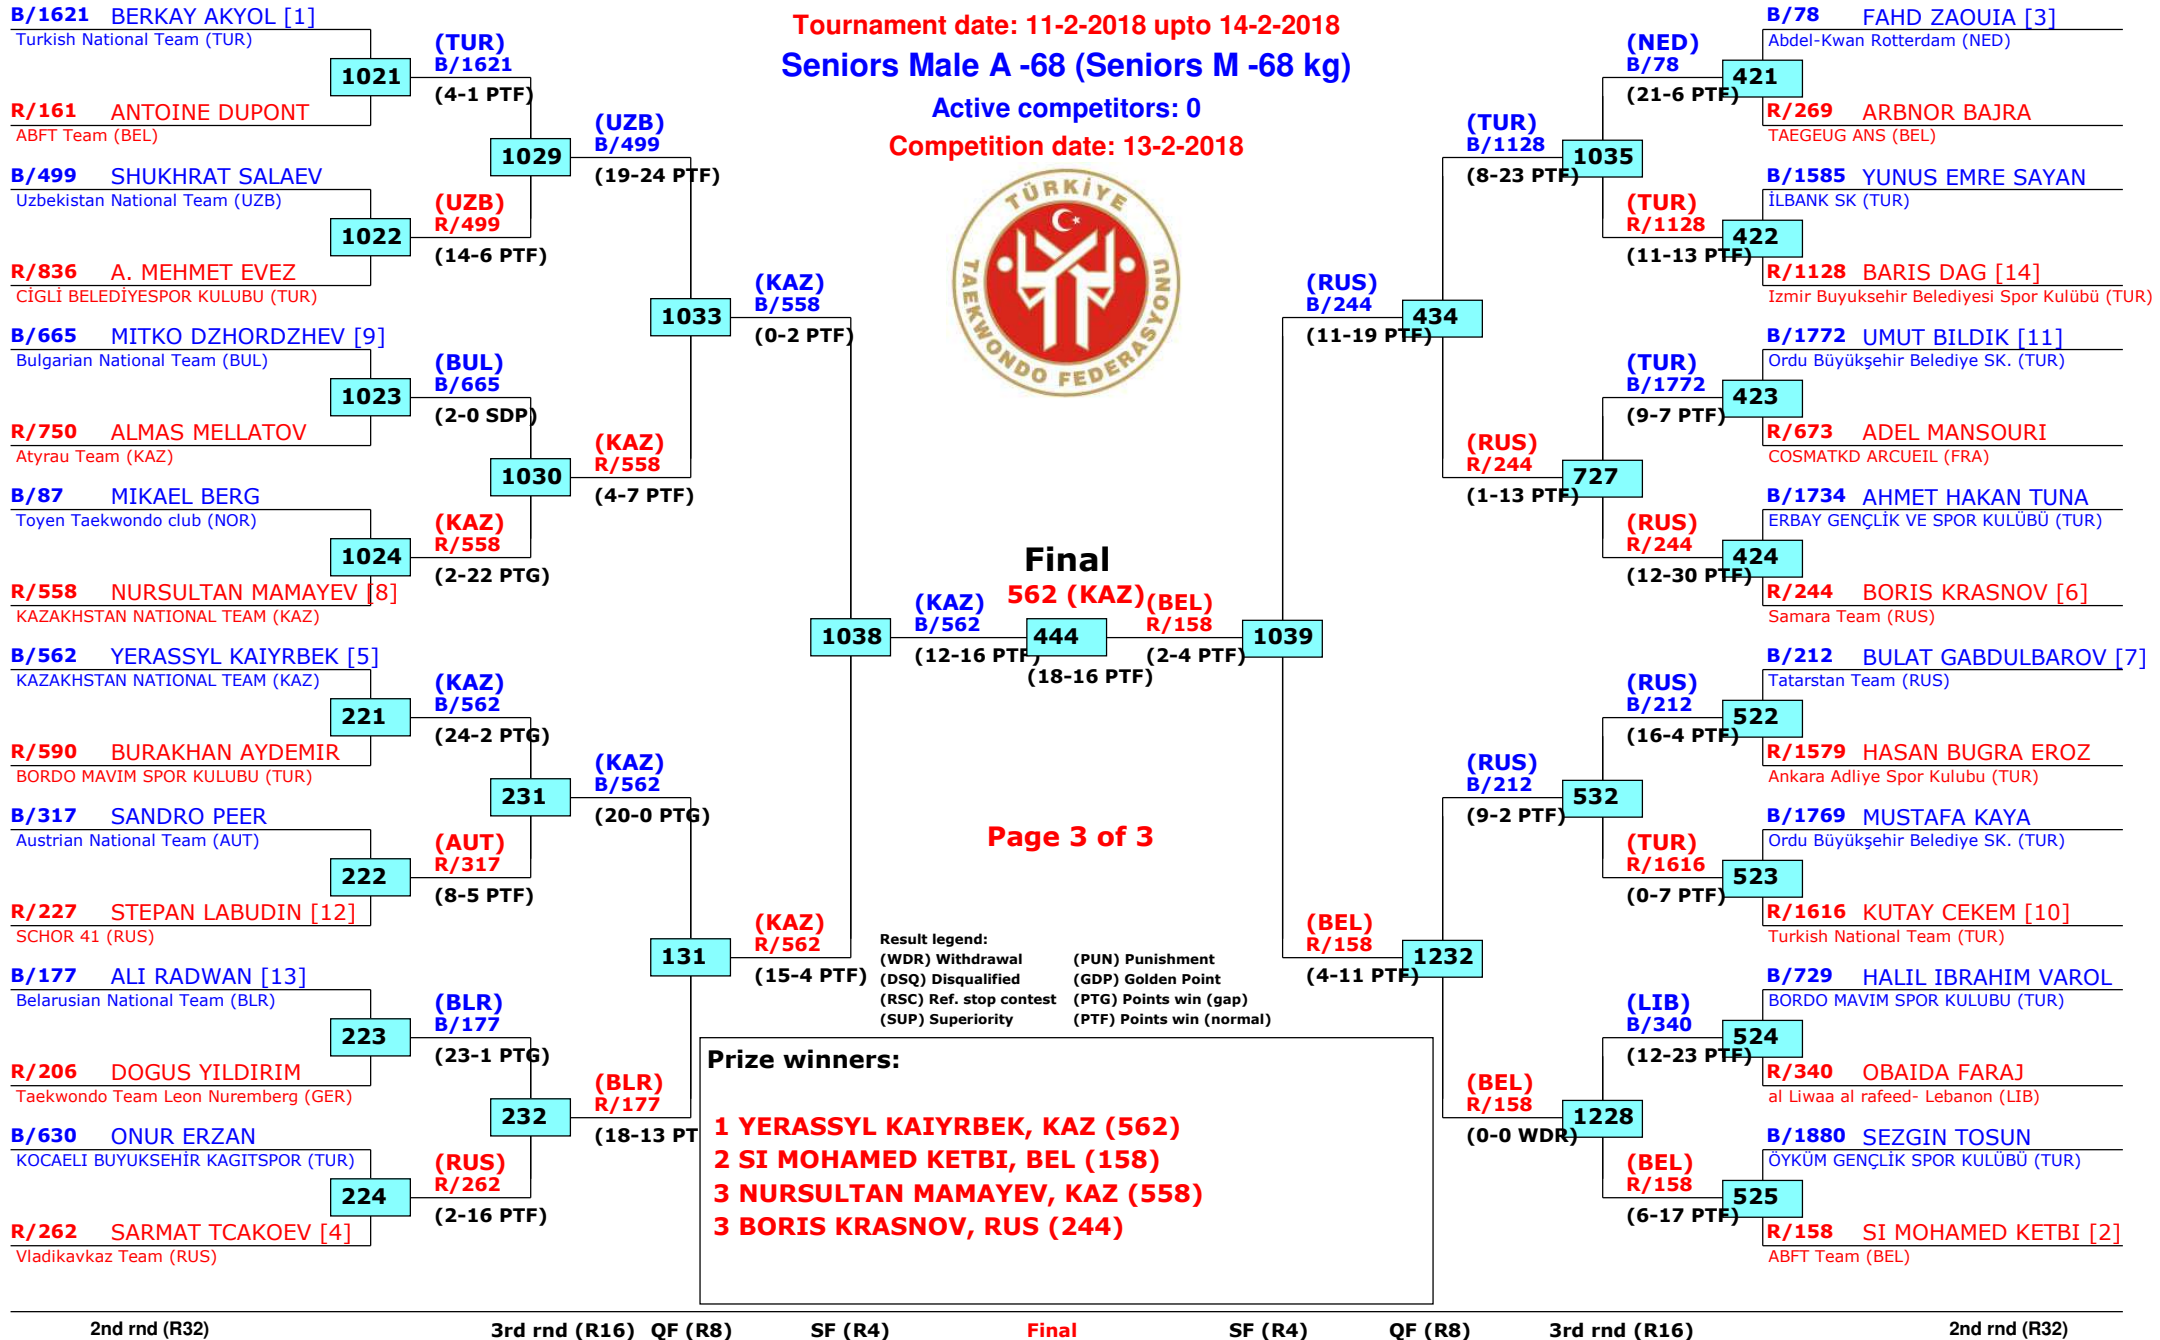 Tournament date: 11-2-2018 upto 14-2-2018
Seniors Male A -68 (Seniors M -68 kg)
Active competitors: 0
Competition date: 13-2-2018
TÜRKİYE
TAEKWONDO FEDERASYONU
B/1621 BERKAY AKYOL [1]
Turkish National Team (TUR)
1021
R/161 ANTOINE DUPONT
ABFT Team (BEL)
B/499 SHUKHRAT SALAEV
Uzbekistan National Team (UZB)
1022
R/836 A. MEHMET EVEZ
CİGLİ BELEDİYESPOR KULUBU (TUR)
B/665 MITKO DZHORDZHEV [9]
Bulgarian National Team (BUL)
1023
R/750 ALMAS MELLATOV
Atyrau Team (KAZ)
B/87 MIKAEL BERG
Toyen Taekwondo club (NOR)
1024
R/558 NURSULTAN MAMAYEV [8]
KAZAKHSTAN NATIONAL TEAM (KAZ)
B/562 YERASSYL KAIYRBEK [5]
KAZAKHSTAN NATIONAL TEAM (KAZ)
221
R/590 BURAKHAN AYDEMIR
BORDO MAVIM SPOR KULUBU (TUR)
B/317 SANDRO PEER
Austrian National Team (AUT)
222
R/227 STEPAN LABUDIN [12]
SCHOR 41 (RUS)
B/177 ALI RADWAN [13]
Belarusian National Team (BLR)
223
R/206 DOGUS YILDIRIM
Taekwondo Team Leon Nuremberg (GER)
B/630 ONUR ERZAN
KOCAELI BUYUKSEHİR KAGITSPOR (TUR)
224
R/262 SARMAT TCAKOEV [4]
Vladikavkaz Team (RUS)
(TUR)
B/1621
(4-1 PTF)
1029
(UZB)
R/499
(14-6 PTF)
(BUL)
B/665
(2-0 SDP)
1030
(KAZ)
R/558
(2-22 PTG)
(KAZ)
B/562
(24-2 PTG)
231
(AUT)
R/317
(8-5 PTF)
(BLR)
B/177
(23-1 PTG)
232
(RUS)
R/262
(2-16 PTF)
(UZB)
B/499
(19-24 PTF)
1033
(KAZ)
R/558
(4-7 PTF)
(KAZ)
B/562
(20-0 PTG)
131
(BLR)
R/177
(18-13 PT
(KAZ)
B/558
(0-2 PTF)
1038
(KAZ)
R/562
(15-4 PTF)
(KAZ)
B/562
(12-16 PTF)
Final
562 (KAZ)
444
(18-16 PTF)
(BEL)
R/158
(2-4 PTF)
1039
(RUS)
B/244
(11-19 PTF)
434
(BEL)
R/158
(4-11 PTF)
1232
(TUR)
B/1128
(8-23 PTF)
1035
(RUS)
R/244
(1-13 PTF)
727
(RUS)
B/212
(9-2 PTF)
532
(BEL)
R/158
(0-0 WDR)
1228
(NED)
B/78
(21-6 PTF)
421
(TUR)
R/1128
(11-13 PTF)
422
(TUR)
B/1772
(9-7 PTF)
423
(RUS)
R/244
(12-30 PTF)
424
(RUS)
B/212
(16-4 PTF)
522
(TUR)
R/1616
(0-7 PTF)
523
(LIB)
B/340
(12-23 PTF)
524
(BEL)
R/158
(6-17 PTF)
525
B/78 FAHD ZAOUIA [3]
Abdel-Kwan Rotterdam (NED)
R/269 ARBNOR BAJRA
TAEGEUG ANS (BEL)
B/1585 YUNUS EMRE SAYAN
İLBANK SK (TUR)
R/1128 BARIS DAG [14]
Izmir Buyuksehir Belediyesi Spor Kulübü (TUR)
B/1772 UMUT BILDIK [11]
Ordu Büyükşehir Belediye SK. (TUR)
R/673 ADEL MANSOURI
COSMATKD ARCUEIL (FRA)
B/1734 AHMET HAKAN TUNA
ERBAY GENÇLİK VE SPOR KULÜBÜ (TUR)
R/244 BORIS KRASNOV [6]
Samara Team (RUS)
B/212 BULAT GABDULBAROV [7]
Tatarstan Team (RUS)
R/1579 HASAN BUGRA EROZ
Ankara Adliye Spor Kulubu (TUR)
B/1769 MUSTAFA KAYA
Ordu Büyükşehir Belediye SK. (TUR)
R/1616 KUTAY CEKEM [10]
Turkish National Team (TUR)
B/729 HALIL IBRAHIM VAROL
BORDO MAVIM SPOR KULUBU (TUR)
R/340 OBAIDA FARAJ
al Liwaa al rafeed- Lebanon (LIB)
B/1880 SEZGIN TOSUN
ÖYKÜM GENÇLİK SPOR KULÜBÜ (TUR)
R/158 SI MOHAMED KETBI [2]
ABFT Team (BEL)
Page 3 of 3
Result legend:
(WDR) Withdrawal (PUN) Punishment
(DSQ) Disqualified (GDP) Golden Point
(RSC) Ref. stop contest (PTG) Points win (gap)
(SUP) Superiority (PTF) Points win (normal)
Prize winners:
1 YERASSYL KAIYRBEK, KAZ (562)
2 SI MOHAMED KETBI, BEL (158)
3 NURSULTAN MAMAYEV, KAZ (558)
3 BORIS KRASNOV, RUS (244)
2nd rnd (R32) 3rd rnd (R16) QF (R8) SF (R4) Final SF (R4) QF (R8) 3rd rnd (R16) 2nd rnd (R32)